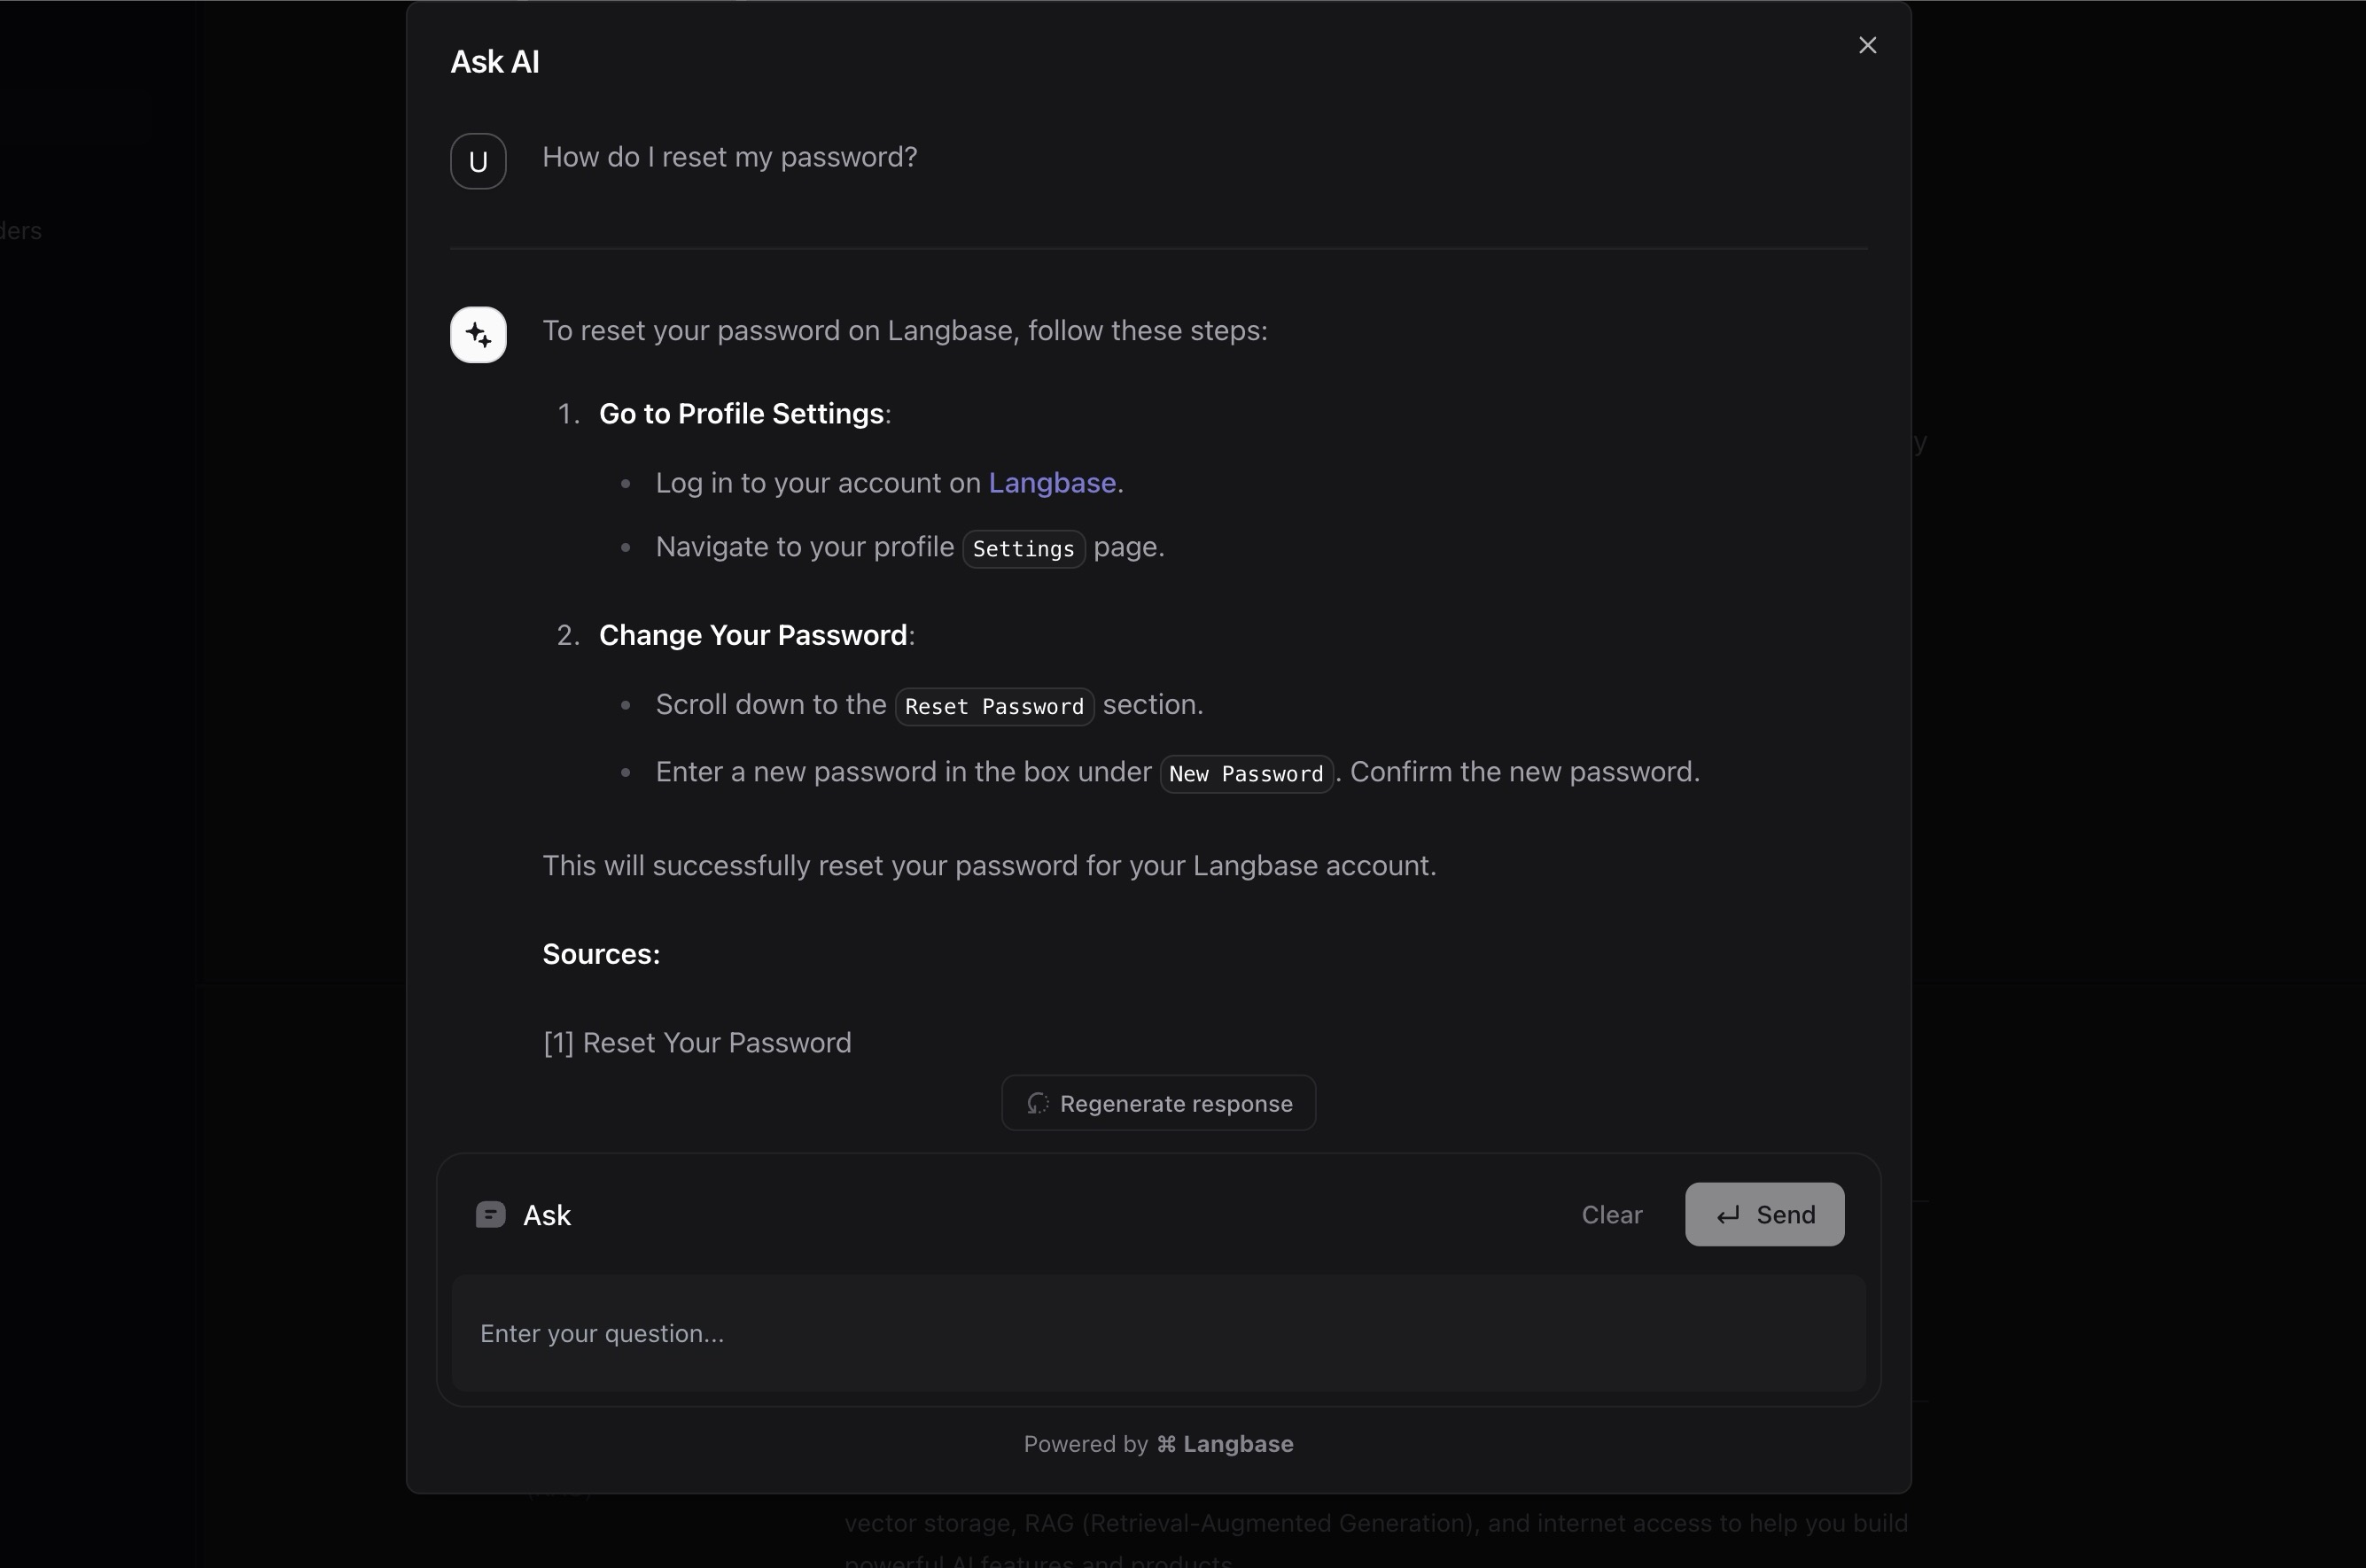 Ask AI
U
How do I reset my password?
ders
To reset your password on Langbase, follow these steps:
1. Go to Profile Settings:
• Log in to your account on Langbase.
y
• Navigate to your profile Settings page.
2. Change Your Password:
• Scroll down to the Reset Password section.
• Enter a new password in the box under New Password. Confirm the new password.
This will successfully reset your password for your Langbase account.
Sources:
[1] Reset Your Password
Regenerate response
Ask
Clear
Send
Enter your question...
Powered by ⌘ Langbase
vector storage, RAG (Retrieval-Augmented Generation), and internet access to help you build
powerful AI features and products